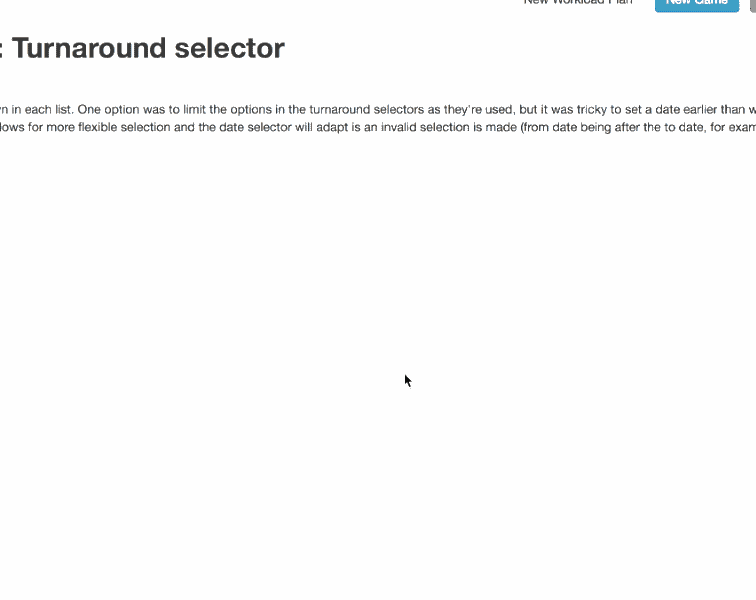 New Workload Plan New Game
: Turnaround selector
n in each list. One option was to limit the options in the turnaround selectors as they're used, but it was tricky to set a date earlier than w
lows for more flexible selection and the date selector will adapt is an invalid selection is made (from date being after the to date, for exam